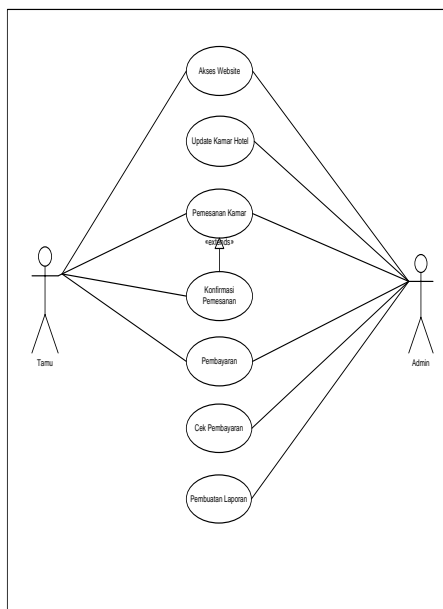 Akses Website
Update Kamar Hotel
Pemesanan Kamar
«extends»
Konfirmasi
Pemesanan
Tamu
Admin
Pembayaran
Cek Pembayaran
Pembuatan Laporan